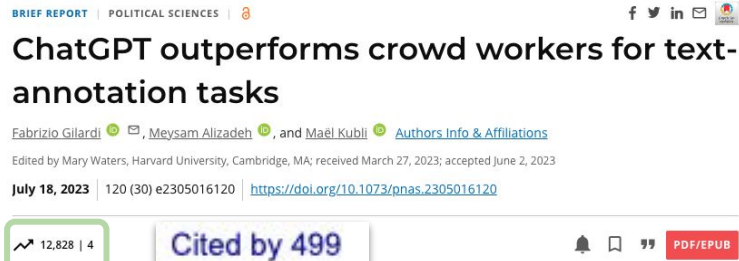 BRIEF REPORT | POLITICAL SCIENCES |
ChatGPT outperforms crowd workers for text-
annotation tasks
Fabrizio Gilardi, Meysam Alizadeh, and Maël Kubli Authors Info & Affiliations
Edited by Mary Waters, Harvard University, Cambridge, MA; received March 27, 2023; accepted June 2, 2023
July 18, 2023 | 120 (30) e2305016120 | https://doi.org/10.1073/pnas.2305016120
12,828 | 4 Cited by 499 PDF/EPUB